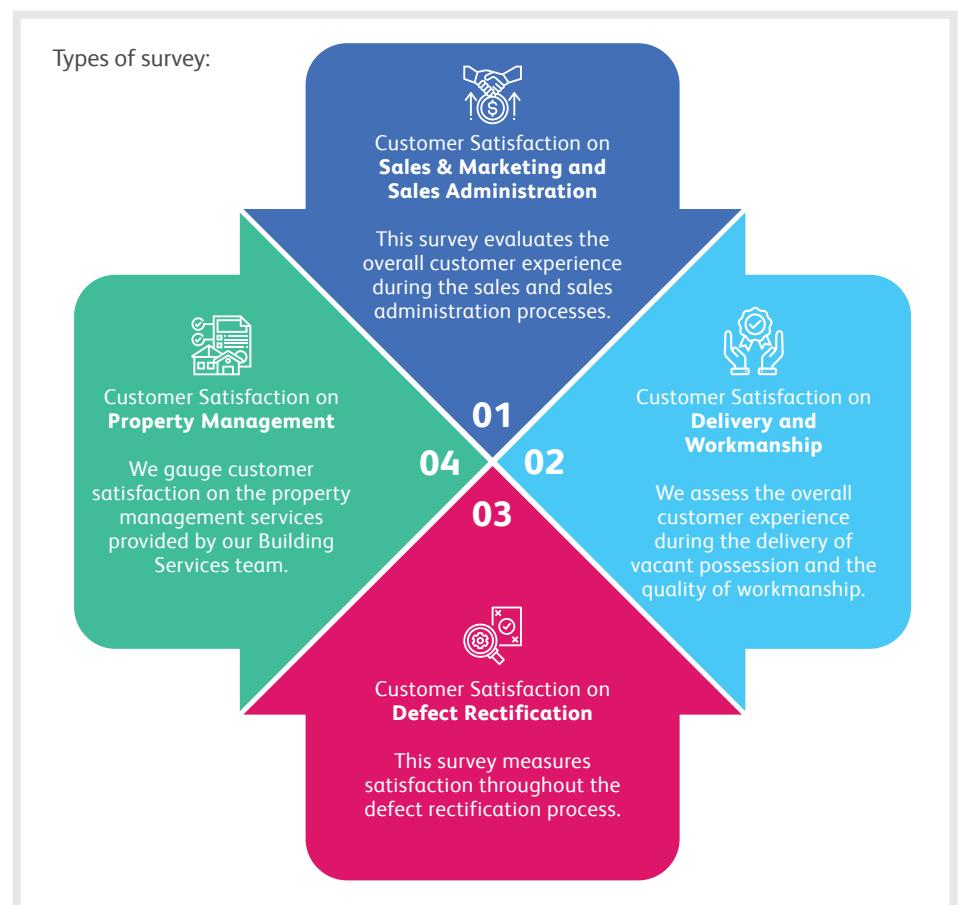 Types of survey:
Customer Satisfaction on
Sales & Marketing and
Sales Administration
This survey evaluates the
overall customer experience
during the sales and sales
administration processes.
01
Customer Satisfaction on
Delivery and
Workmanship
We assess the overall
customer experience
during the delivery of
vacant possession and the
quality of workmanship.
02
03
Customer Satisfaction on
Defect Rectification
This survey measures
satisfaction throughout the
defect rectification process.
Customer Satisfaction on
Property Management
We gauge customer
satisfaction on the property
management services
provided by our Building
Services team.
04